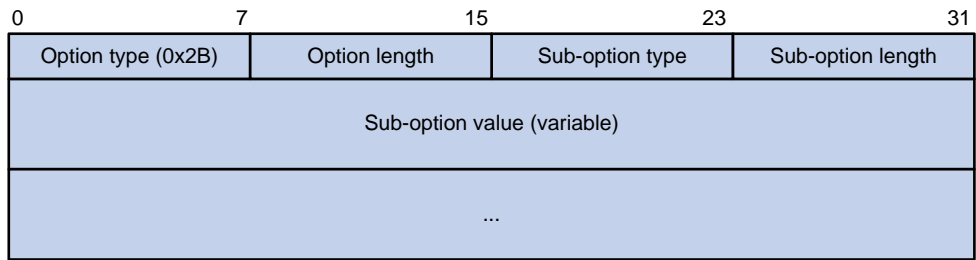 0 7 15 23 31
Option type (0x2B) Option length Sub-option type Sub-option length
Sub-option value (variable)
...